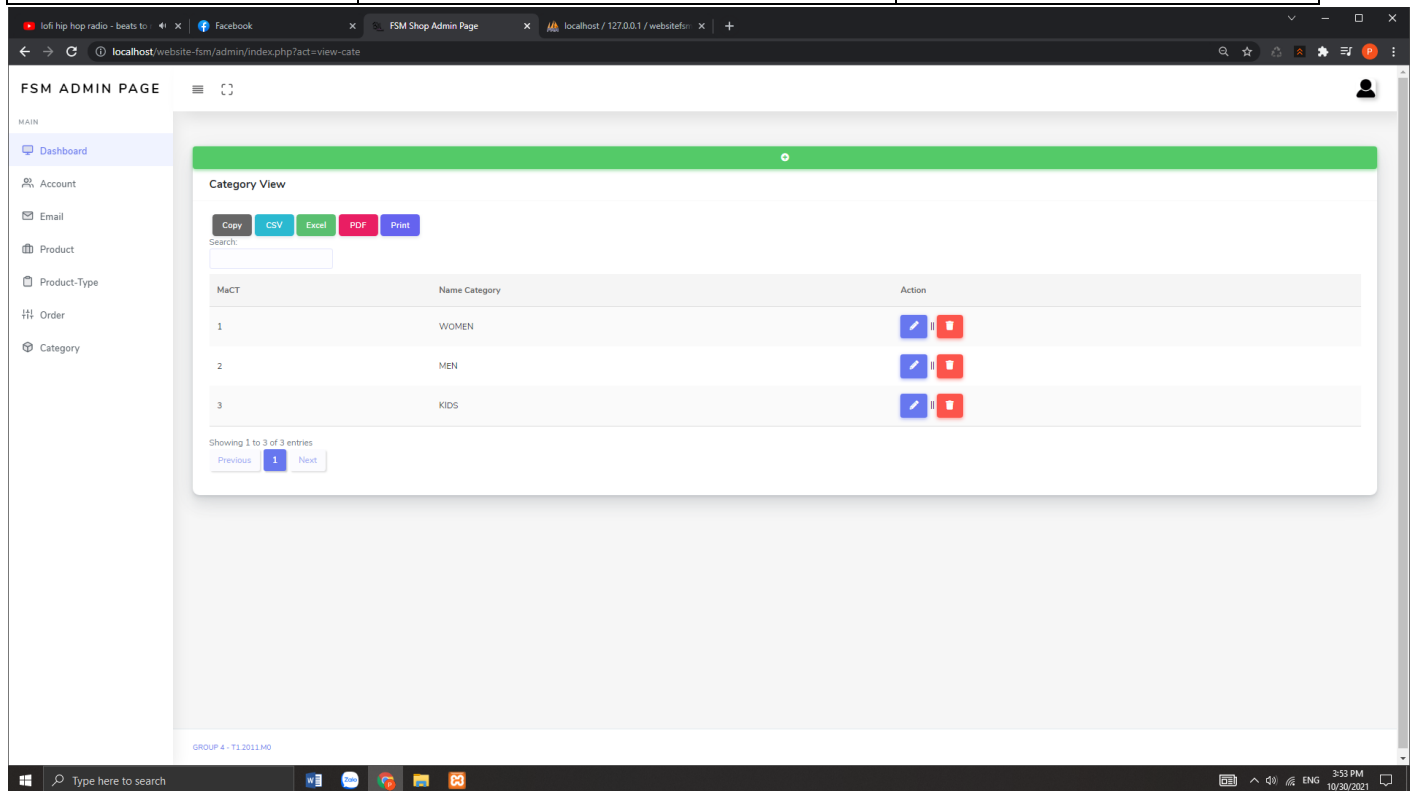 lofi hip hop radio - beats to
Facebook
FSM Shop Admin Page
localhost / 127.0.0.1 / websitefsm
localhost/website-fsm/admin/index.php?act=view-cate
P
FSM ADMIN PAGE
MAIN
Dashboard
Account
Email
Product
Product-Type
Order
Category
Category View
Copy CSV Excel PDF Print
Search:
MaCT Name Category Action
1 WOMEN ||
2 MEN ||
3 KIDS ||
Showing 1 to 3 of 3 entries
Previous 1 Next
GROUP 4 - T1.2011.M0
Type here to search
Zalo
ENG
3:53 PM
10/30/2021